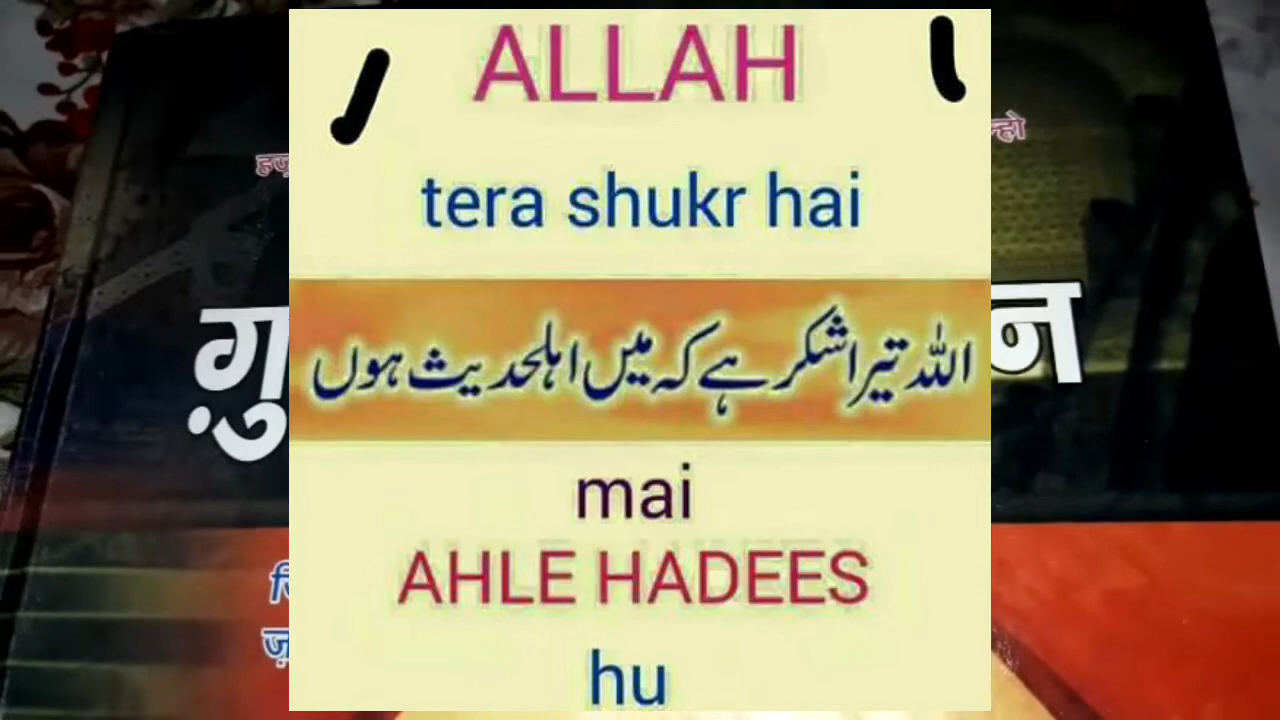 ALLAH
tera shukr hai
اللہ تیرا شکر ہے کہ میں اہلحدیث ہوں
mai
AHLE HADEES
hu